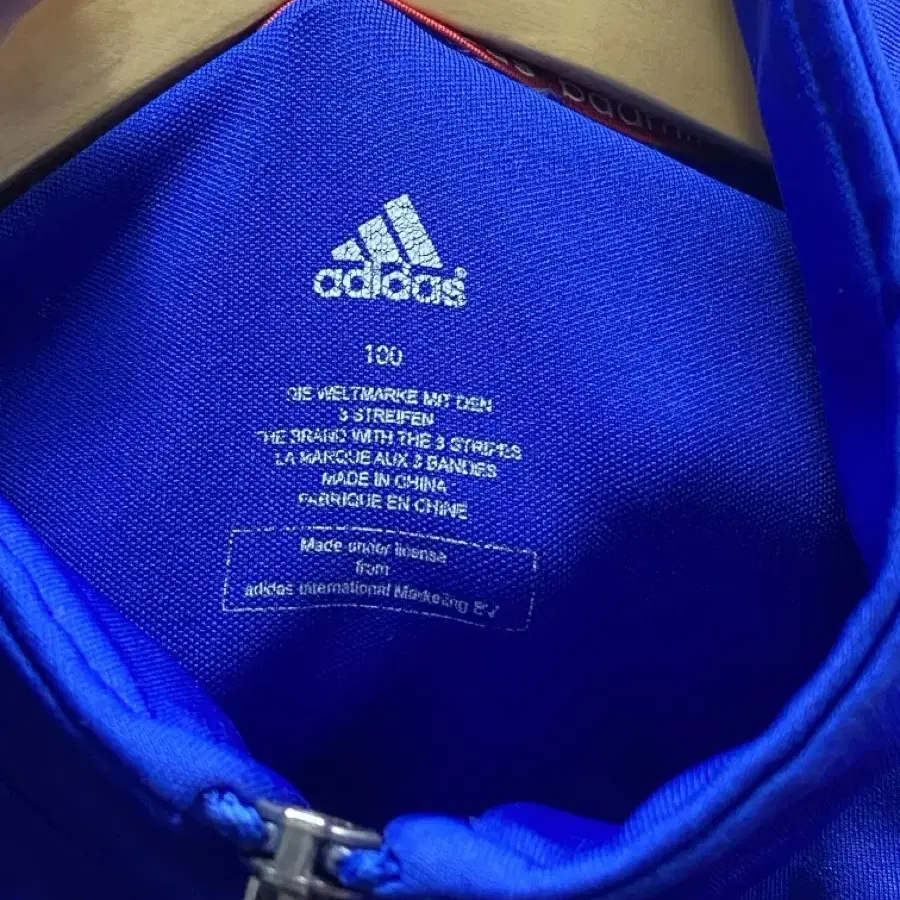 adidas
100
DIE WELTMARKE MIT DEN
3 STREIFEN
THE BRAND WITH THE 3 STRIPES
LA MARQUE AUX 3 BANDES
MADE IN CHINA
FABRIQUE EN CHINE
Made under license
from
adidas International Marketing BV